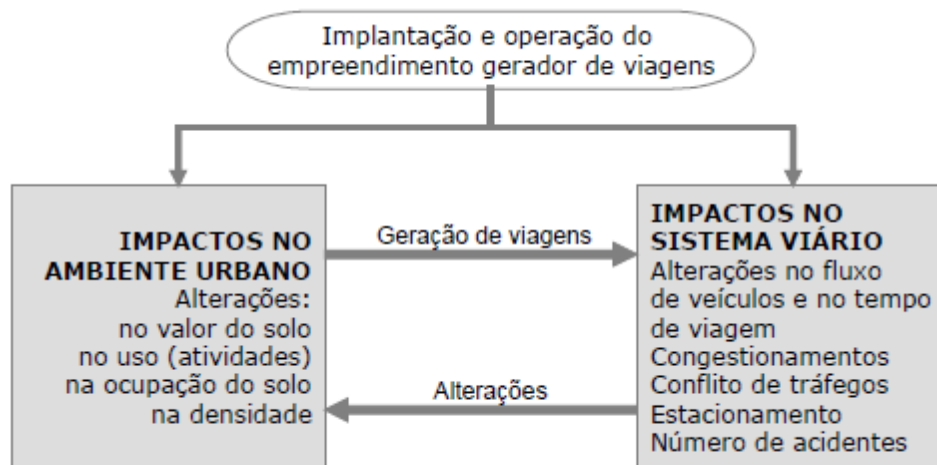 Implantação e operação do
empreendimento gerador de viagens
IMPACTOS NO
AMBIENTE URBANO
Alterações:
no valor do solo
no uso (atividades)
na ocupação do solo
na densidade
Geração de viagens
Alterações
IMPACTOS NO
SISTEMA VIÁRIO
Alterações no fluxo
de veículos e no tempo
de viagem
Congestionamentos
Conflito de tráfegos
Estacionamento
Número de acidentes